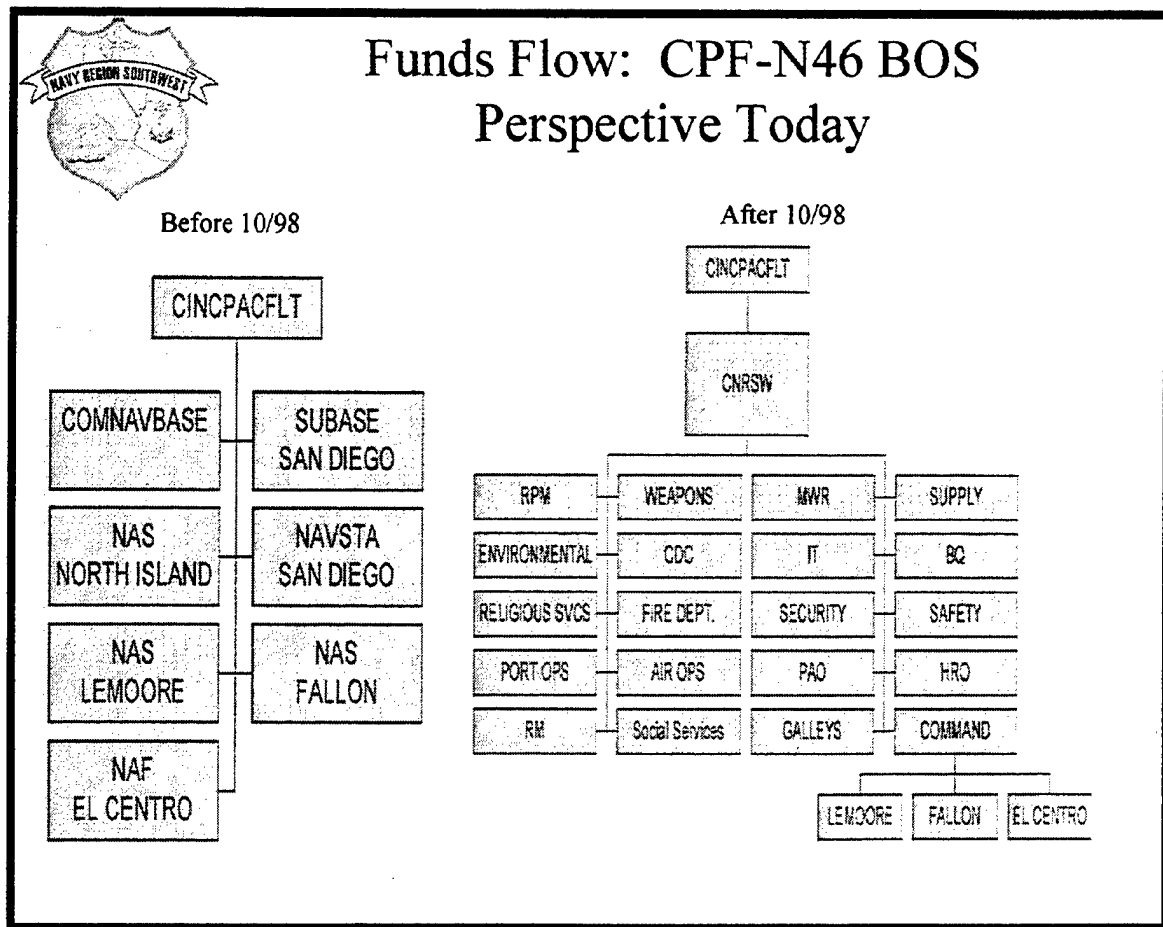 NAVY REGION SOUTHWEST
Funds Flow: CPF-N46 BOS
Perspective Today
Before 10/98
CINCPACFLT
COMNAVBASE
SUBASE
SAN DIEGO
NAS
NORTH ISLAND
NAVSTA
SAN DIEGO
NAS
LEMOORE
NAS
FALLON
NAF
EL CENTRO
After 10/98
CINCPACFLT
CNRSW
RPM
WEAPONS
MWR
SUPPLY
ENVIRONMENTAL
CDC
IT
BQ
RELIGIOUS SVCS
FIRE DEPT.
SECURITY
SAFETY
PORT OPS
AIR OPS
PAO
HRO
RM
Social Services
GALLEYS
COMMAND
LEMOORE
FALLON
EL CENTRO